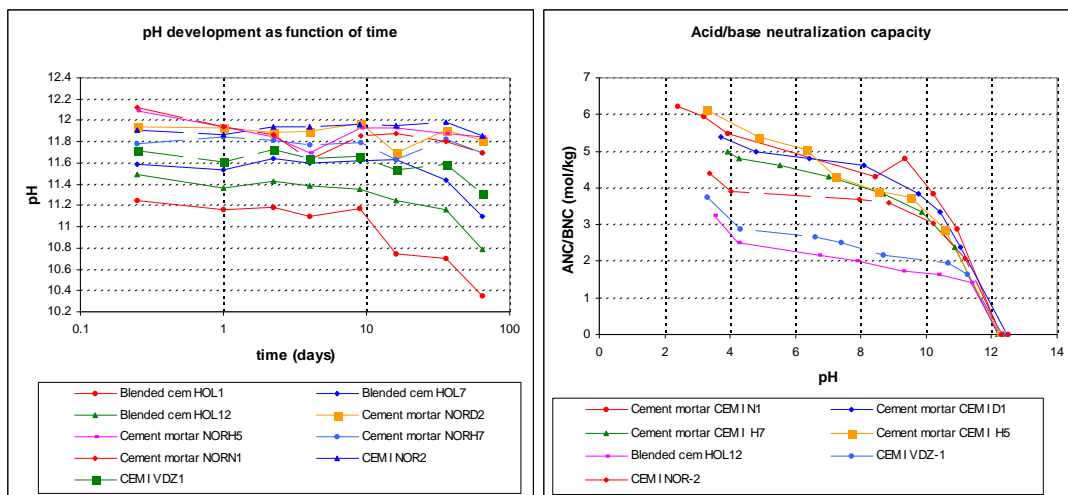 pH development as function of time
12.4
12.2
12
11.8
11.6
11.4
11.2
11
10.8
10.6
10.4
10.2
pH
0.1 1 10 100
time (days)
Blended cem HOL1 Blended cem HOL7
Blended cem HOL12 Cement mortar NORD2
Cement mortar NORH5 Cement mortar NORH7
Cement mortar NORN1 CEM I NOR2
CEM I VDZ1
Acid/base neutralization capacity
7
6
5
4
3
2
1
0
ANC/BNC (mol/kg)
0 2 4 6 8 10 12 14
pH
Cement mortar CEM I N1 Cement mortar CEM I D1
Cement mortar CEM I H7 Cement mortar CEM I H5
Blended cem HOL12 CEM I VDZ-1
CEM I NOR-2